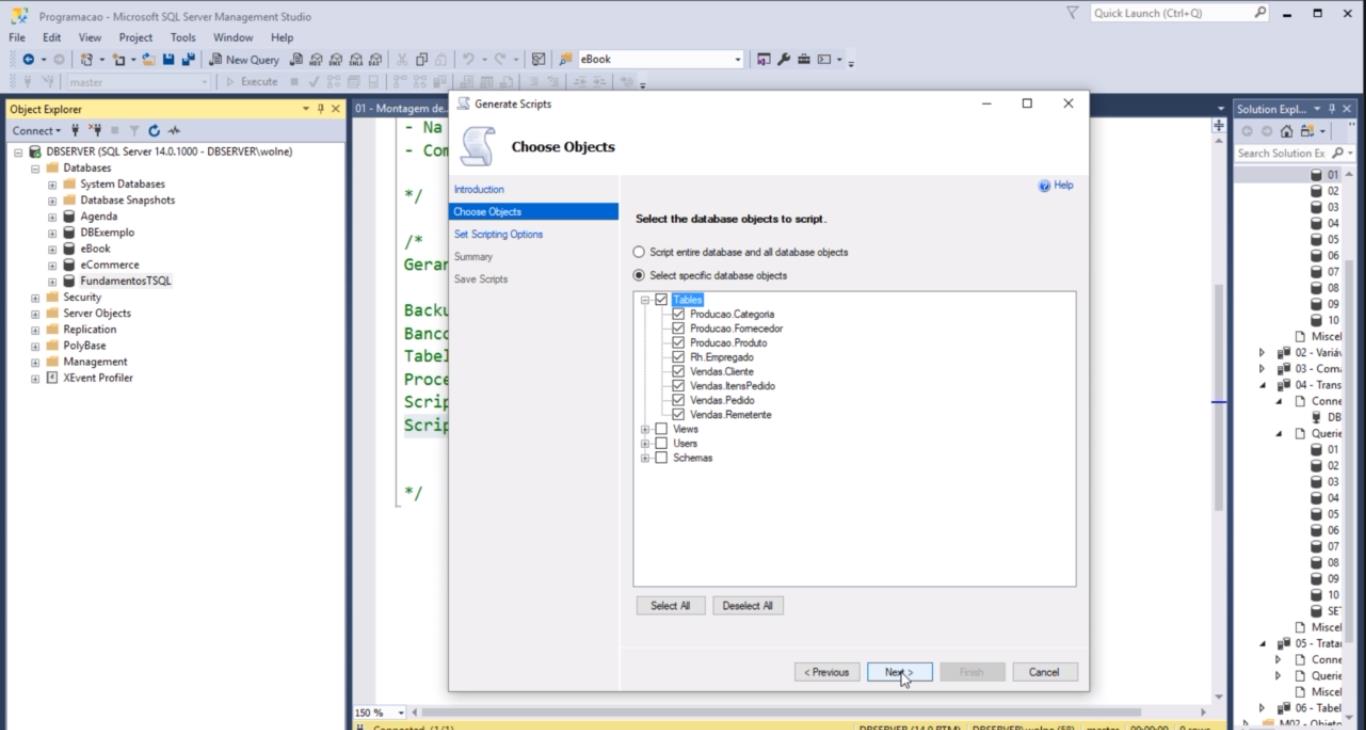 Programacao - Microsoft SQL Server Management Studio
Quick Launch (Ctrl+Q)
File Edit View Project Tools Window Help
New Query
eBook
master
Execute
Object Explorer
Connect
DBSERVER (SQL Server 14.0.1000 - DBSERVER\wolne)
Databases
System Databases
Database Snapshots
Agenda
DBExemplo
eBook
eCommerce
FundamentosTSQL
Security
Server Objects
Replication
PolyBase
Management
XEvent Profiler
01 - Montagem de...
- Na
- Com
*/
/*
Gerar
Backu
Banco
Tabel
Proce
Scrip
Scrip
*/
150 %
Generate Scripts
Choose Objects
Introduction
Choose Objects
Set Scripting Options
Summary
Save Scripts
Help
Select the database objects to script.
Script entire database and all database objects
Select specific database objects
Tables
Producao.Categoria
Producao.Fornecedor
Producao.Produto
Rh.Empregado
Vendas.Cliente
Vendas.ItensPedido
Vendas.Pedido
Vendas.Remetente
Views
Users
Schemas
Select All
Deselect All
< Previous
Next >
Finish
Cancel
Solution Expl...
Search Solution Ex
01
02
03
04
05
06
07
08
09
10
Miscel
02 - Variáv
03 - Coma
04 - Trans
Conne
DB
Querie
01
02
03
04
05
06
07
08
09
10
SE
Miscel
05 - Tratar
Conne
Querie
Miscel
06 - Tabel
M02 - Objeto
Connected. (1/1)
DBSERVER (14.0 RTM)
DBSERVER\wolne (58)
master
00:00:00
0 rows